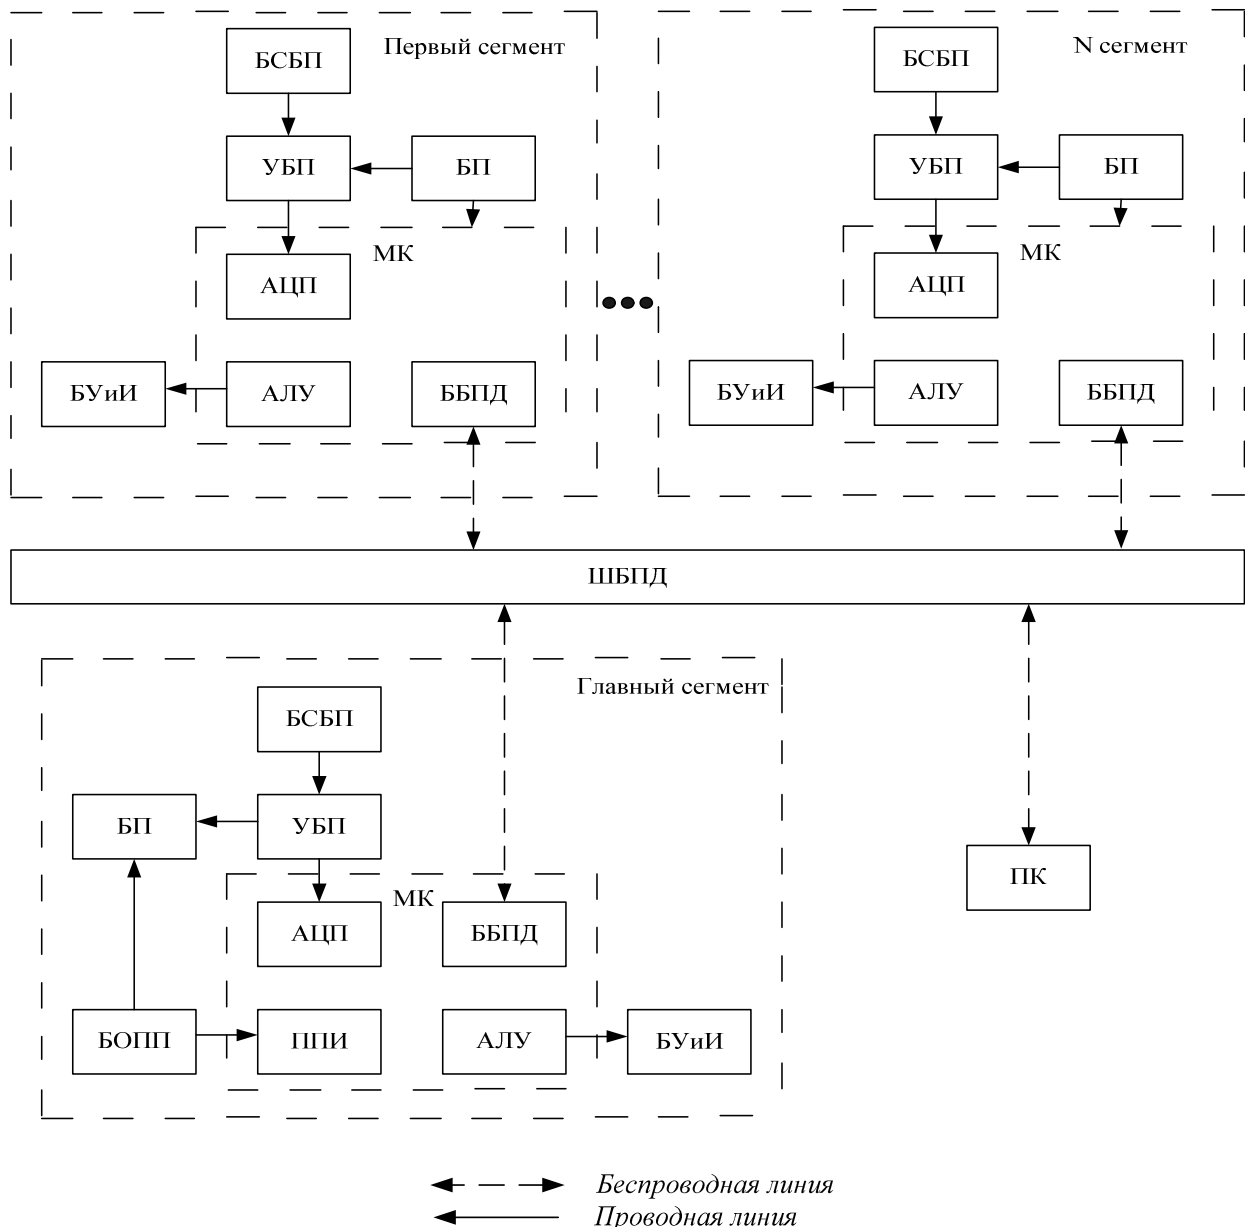 Первый сегмент
БСБП
УБП
БП
МК
АЦП
БУиИ
АЛУ
ББПД
N сегмент
БСБП
УБП
БП
МК
АЦП
БУиИ
АЛУ
ББПД
ШБПД
Главный сегмент
БСБП
БП
УБП
МК
АЦП
ББПД
БОПП
ППИ
АЛУ
БУиИ
ПК
Беспроводная линия
Проводная линия